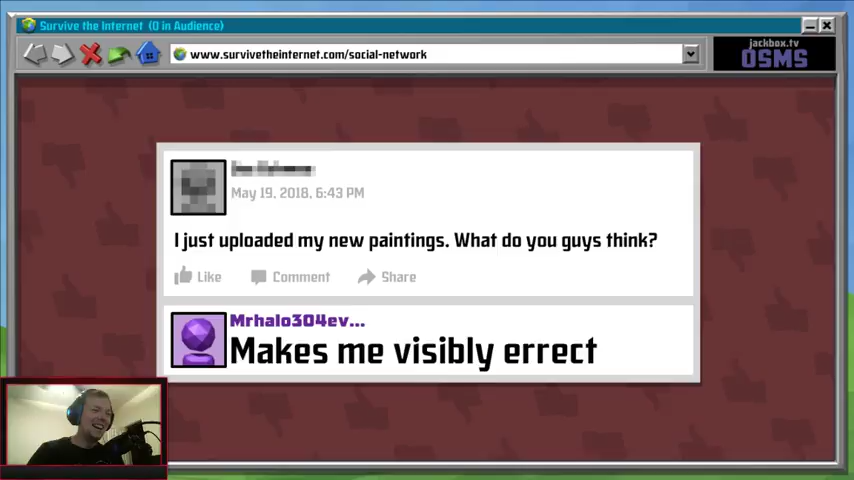 Survive the Internet (0 in Audience)
www.survivetheinternet.com/social-network
jackbox.tv
OSMS
May 19, 2018, 6:43 PM
I just uploaded my new paintings. What do you guys think?
Like Comment Share
Mrhalo304ev...
Makes me visibly errect